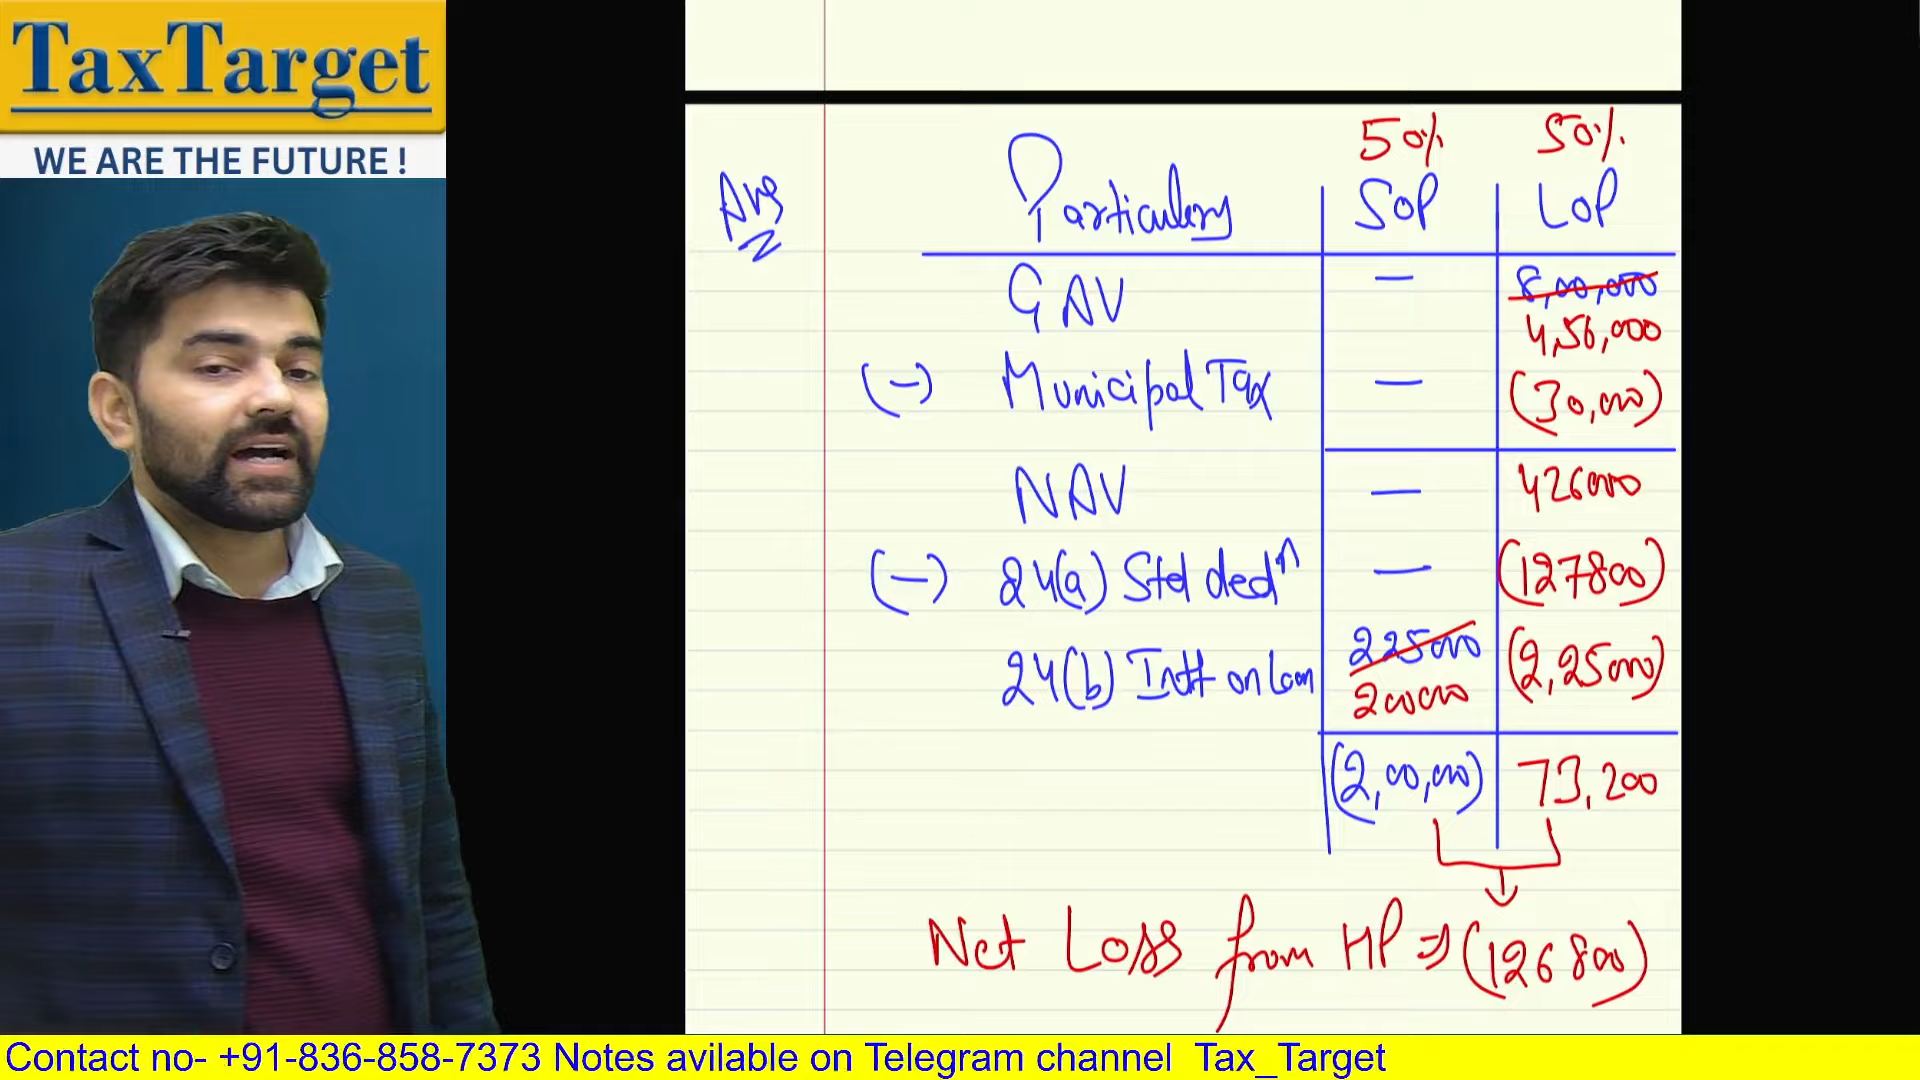 TaxTarget
WE ARE THE FUTURE !
50% 50%
Ans Particulars SOP LOP
GAV — 8,00,000
4,56,000
(-) Municipal Tax — (30,000)
NAV — 426000
(-) 24(a) Std dedn — (127800)
24(b) Intt on Loan 225000 (2,25000)
200000
(2,00,000) 73,200
Net Loss from HP ⇒ (126800)
Contact no- +91-836-858-7373 Notes avilable on Telegram channel Tax_Target